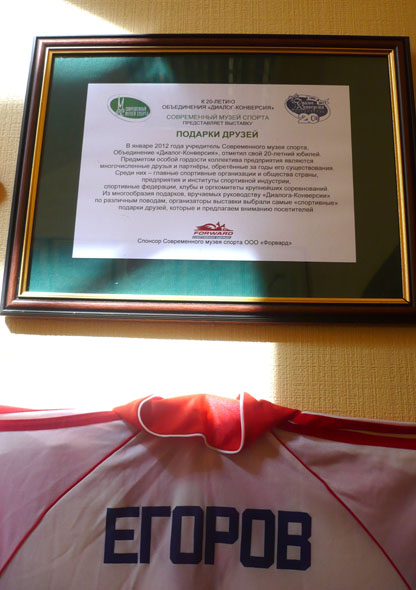 К 20-ЛЕТИЮ
ОБЪЕДИНЕНИЯ «ДИАЛОГ-КОНВЕРСИЯ»
СОВРЕМЕННЫЙ МУЗЕЙ СПОРТА
ПРЕДСТАВЛЯЕТ ВЫСТАВКУ
ПОДАРКИ ДРУЗЕЙ
В январе 2012 года учредитель Современного музея спорта,
Объединение «Диалог-Конверсия», отметил свой 20-летний юбилей.
Предметом особой гордости коллектива предприятия являются
многочисленные друзья и партнёры, обретённые за годы его существования.
Среди них – главные спортивные организации и общества страны,
предприятия и институты спортивной индустрии,
спортивные федерации, клубы и оргкомитеты крупнейших соревнований.
Из многообразия подарков, вручаемых руководству «Диалога-Конверсии»
по различным поводам, организаторы выставки выбрали самые «спортивные»
подарки друзей, которые и предлагаем вниманию посетителей
FORWARD
Спонсор Современного музея спорта ООО «Форвард»
ЕГОРОВ